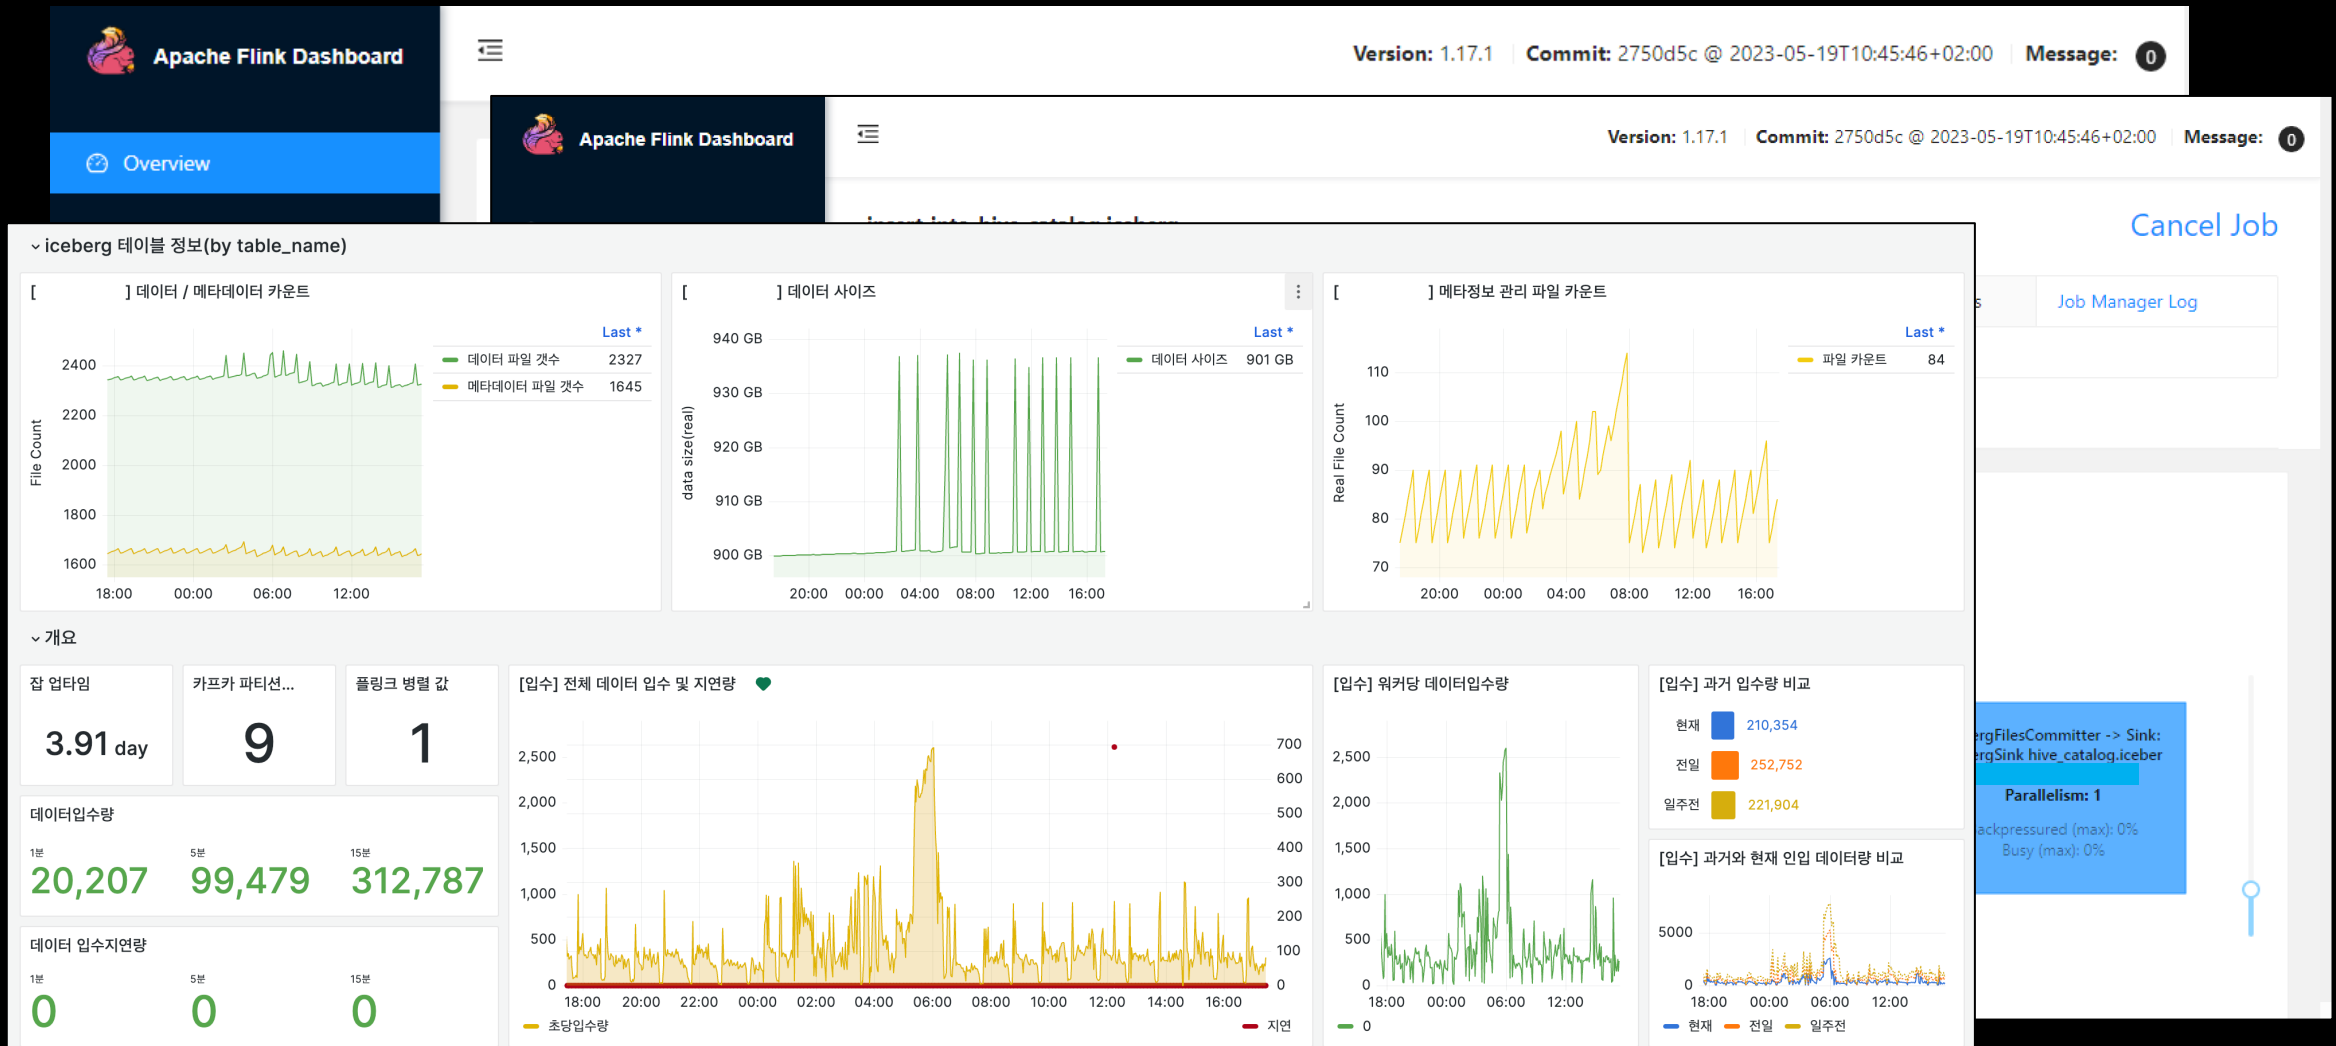 Apache Flink Dashboard
Version: 1.17.1
Commit: 2750d5c @ 2023-05-19T10:45:46+02:00
Message: 0
Overview
Apache Flink Dashboard
Version: 1.17.1
Commit: 2750d5c @ 2023-05-19T10:45:46+02:00
Message: 0
Cancel Job
Job Manager Log
iceberg 테이블 정보(by table_name)
[ ] 데이터 / 메타데이터 카운트
File Count
2400
2200
2000
1800
1600
18:00 00:00 06:00 12:00
Last *
데이터 파일 갯수 2327
메타데이터 파일 갯수 1645
[ ] 데이터 사이즈
data size(real)
940 GB
930 GB
920 GB
910 GB
900 GB
20:00 00:00 04:00 08:00 12:00 16:00
Last *
데이터 사이즈 901 GB
[ ] 메타정보 관리 파일 카운트
Real File Count
110
100
90
80
70
20:00 00:00 04:00 08:00 12:00 16:00
Last *
파일 카운트 84
개요
잡 업타임
3.91 day
카프카 파티션...
9
플링크 병렬 값
1
데이터입수량
1분 5분 15분
20,207 99,479 312,787
데이터 입수지연량
1분 5분 15분
0 0 0
[입수] 전체 데이터 입수 및 지연량
2,500
2,000
1,500
1,000
500
0
700
600
500
400
300
200
100
0
18:00 20:00 22:00 00:00 02:00 04:00 06:00 08:00 10:00 12:00 14:00 16:00
초당입수량
지연
[입수] 워커당 데이터입수량
2,500
2,000
1,500
1,000
500
0
18:00 00:00 06:00 12:00
0
[입수] 과거 입수량 비교
현재 210,354
전일 252,752
일주전 221,904
[입수] 과거와 현재 인입 데이터량 비교
5000
0
18:00 00:00 06:00 12:00
현재 전일 일주전
ergFilesCommitter -> Sink:
ergSink hive_catalog.iceber
Parallelism: 1
ackpressured (max): 0%
Busy (max): 0%